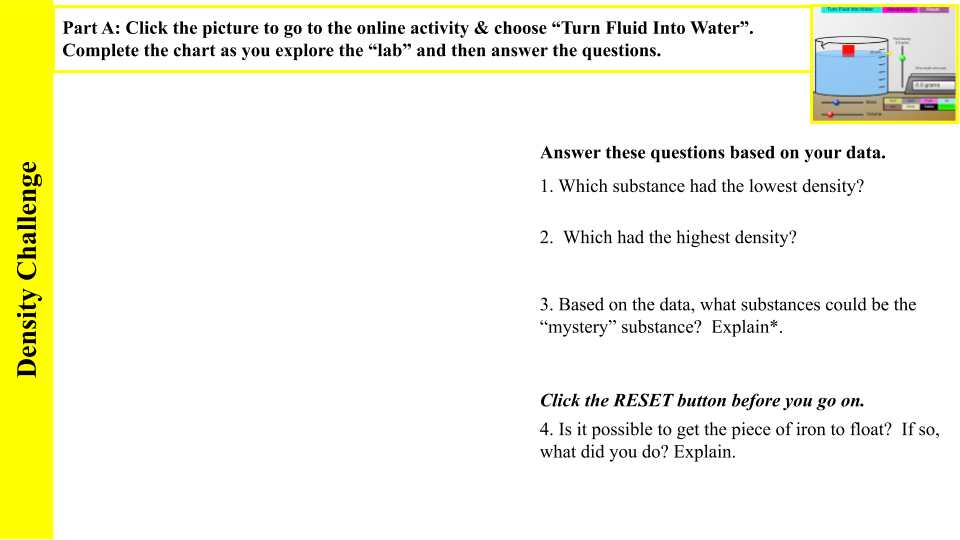 Part A: Click the picture to go to the online activity & choose “Turn Fluid Into Water”.
Complete the chart as you explore the “lab” and then answer the questions.
Turn Fluid Into Water
Reset
0.0 grams
Mass
Volume
Density Challenge
Answer these questions based on your data.
1. Which substance had the lowest density?
2.  Which had the highest density?
3. Based on the data, what substances could be the
“mystery” substance?  Explain*.
Click the RESET button before you go on.
4. Is it possible to get the piece of iron to float?  If so,
what did you do? Explain.